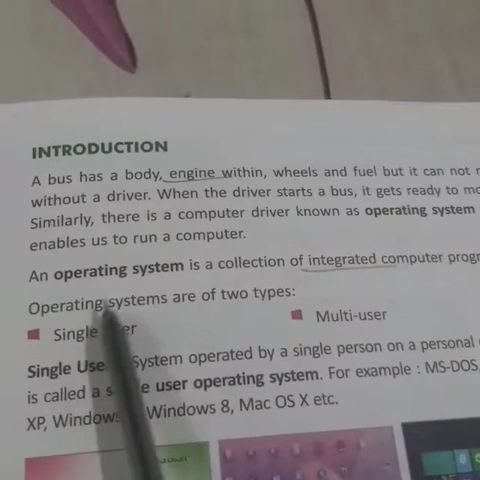 INTRODUCTION
A bus has a body, engine within, wheels and fuel but it can not
without a driver. When the driver starts a bus, it gets ready to
Similarly, there is a computer driver known as operating system
enables us to run a computer.
An operating system is a collection of integrated computer
Operating systems are of two types:
Single
Multi-user
Single System operated by a single person on a personal
is called a user operating system. For example : MS-DOS,
XP, Windows 8, Mac OS X etc.